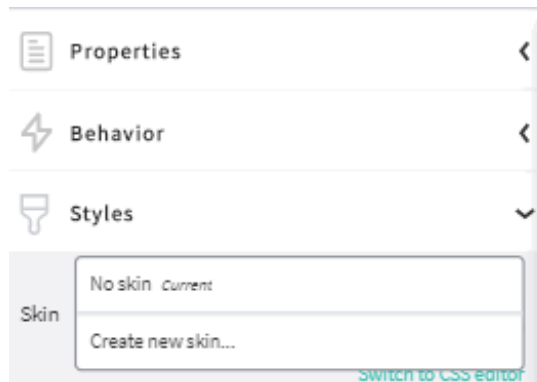 Properties
Behavior
Styles
Skin
No skin Current
Create new skin...
Switch to CSS editor